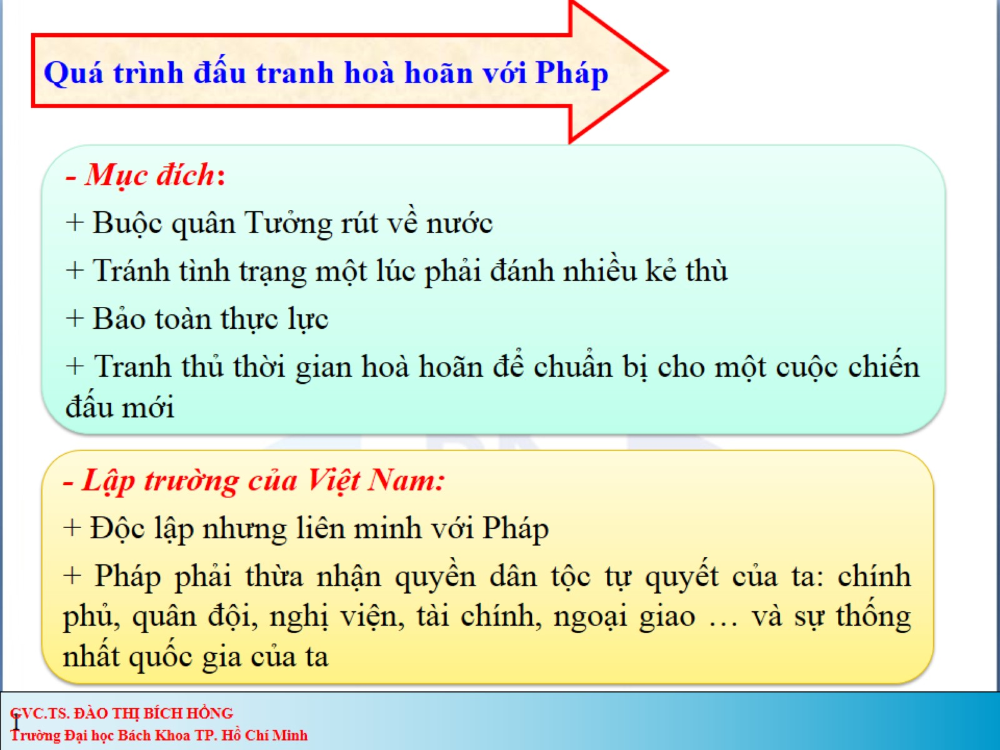 Quá trình đấu tranh hoà hoãn với Pháp
- Mục đích:
+ Buộc quân Tưởng rút về nước
+ Tránh tình trạng một lúc phải đánh nhiều kẻ thù
+ Bảo toàn thực lực
+ Tranh thủ thời gian hoà hoãn để chuẩn bị cho một cuộc chiến
đấu mới
- Lập trường của Việt Nam:
+ Độc lập nhưng liên minh với Pháp
+ Pháp phải thừa nhận quyền dân tộc tự quyết của ta: chính
phủ, quân đội, nghị viện, tài chính, ngoại giao … và sự thống
nhất quốc gia của ta
GVC.TS. ĐÀO THỊ BÍCH HỒNG
1
Trường Đại học Bách Khoa TP. Hồ Chí Minh